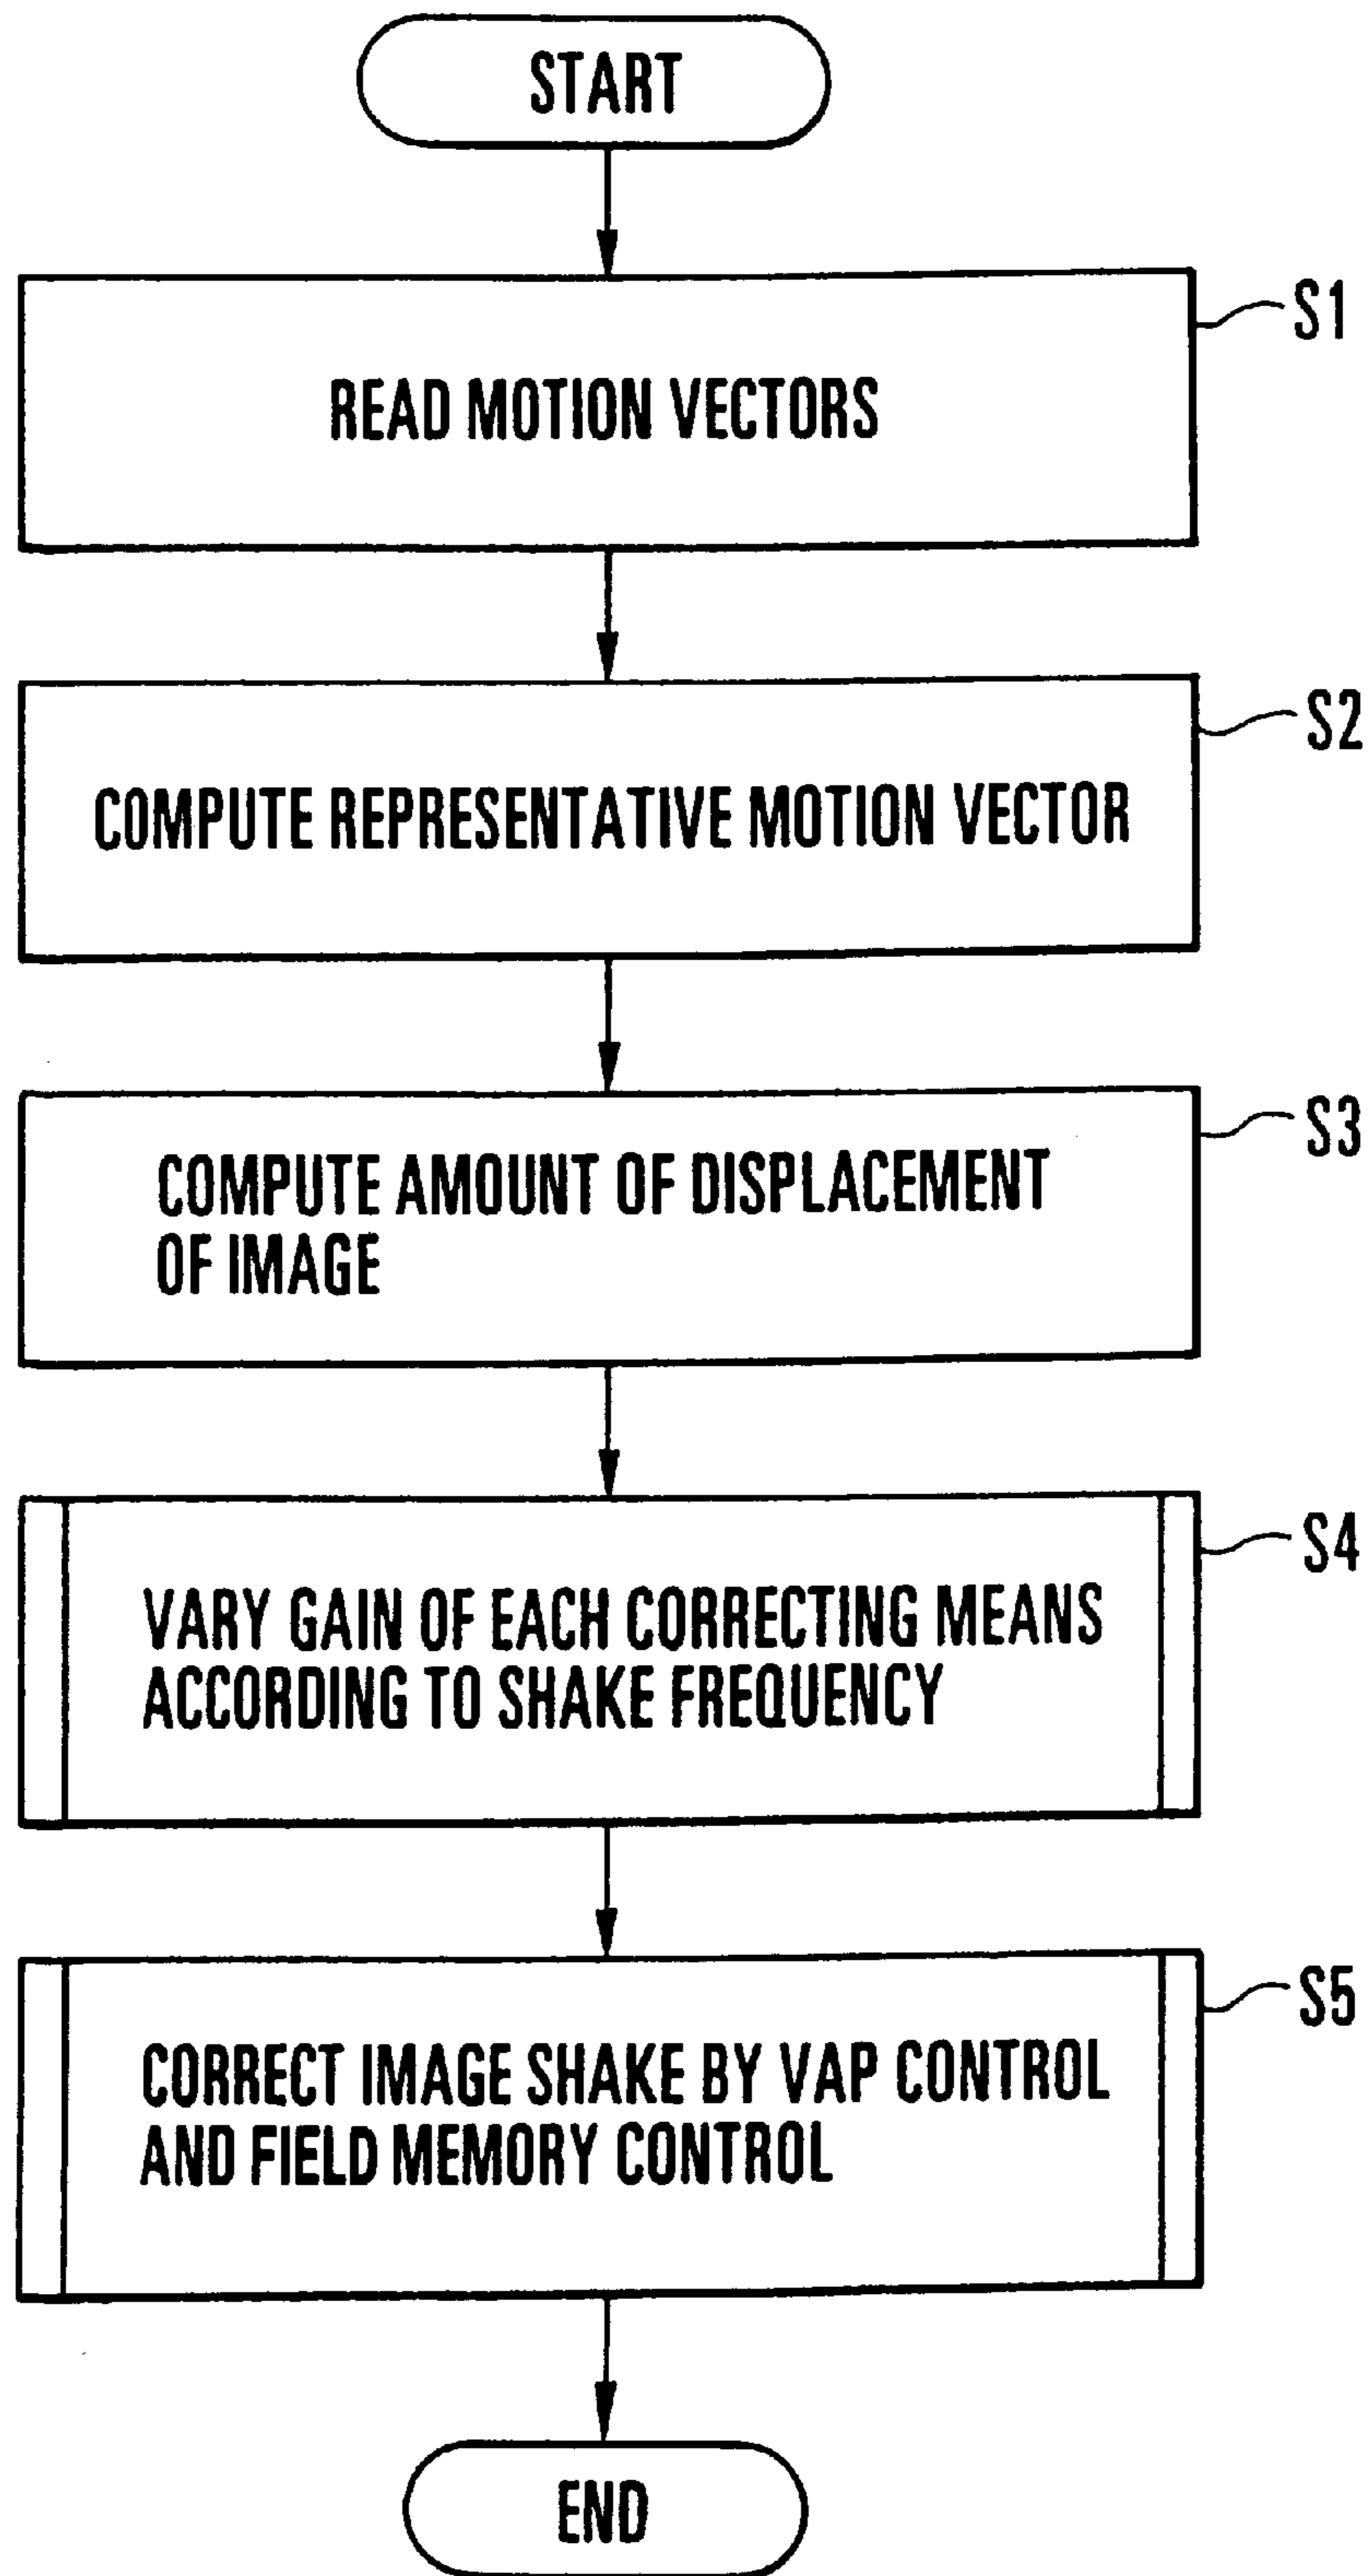 START
S1
READ MOTION VECTORS
S2
COMPUTE REPRESENTATIVE MOTION VECTOR
S3
COMPUTE AMOUNT OF DISPLACEMENT
OF IMAGE
S4
VARY GAIN OF EACH CORRECTING MEANS
ACCORDING TO SHAKE FREQUENCY
S5
CORRECT IMAGE SHAKE BY VAP CONTROL
AND FIELD MEMORY CONTROL
END